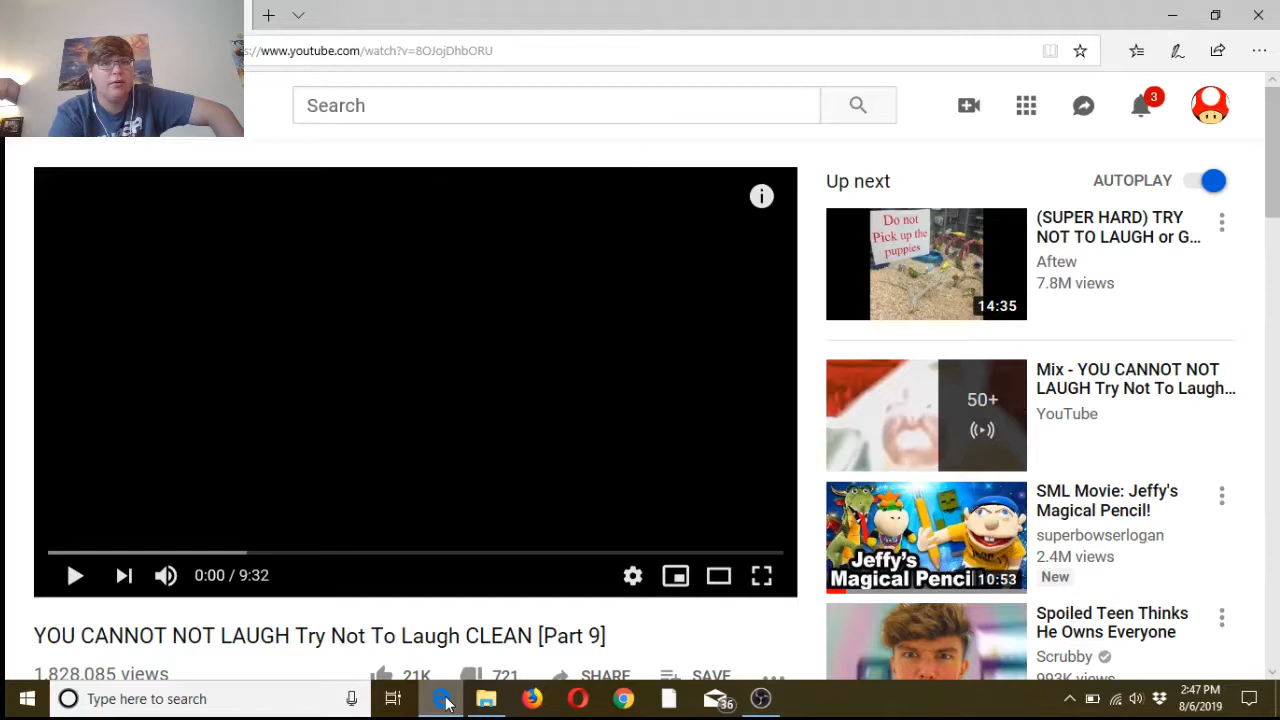 ://www.youtube.com/watch?v=8OJojDhbORU
Search
3
Up next
AUTOPLAY
Do not
Pick up the
puppies
14:35
(SUPER HARD) TRY
NOT TO LAUGH or G...
Aftew
7.8M views
50+
Mix - YOU CANNOT NOT
LAUGH Try Not To Laugh...
YouTube
Jeffy's
Magical Penci
10:53
SML Movie: Jeffy's
Magical Pencil!
superbowserlogan
2.4M views
New
Spoiled Teen Thinks
He Owns Everyone
Scrubby
993K views
0:00 / 9:32
YOU CANNOT NOT LAUGH Try Not To Laugh CLEAN [Part 9]
1,828,085 views
21K
721
SHARE
SAVE
Type here to search
36
2:47 PM
8/6/2019